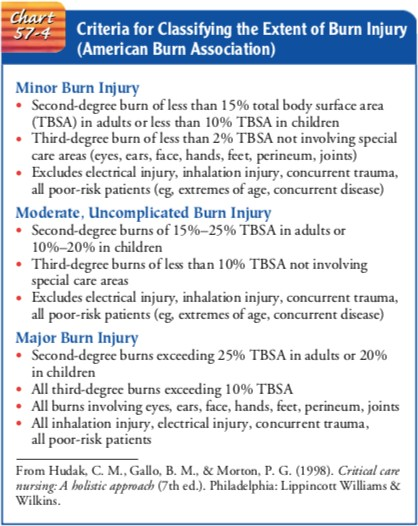 Chart
57-4
Criteria for Classifying the Extent of Burn Injury
(American Burn Association)
Minor Burn Injury
• Second-degree burn of less than 15% total body surface area
(TBSA) in adults or less than 10% TBSA in children
• Third-degree burn of less than 2% TBSA not involving special
care areas (eyes, ears, face, hands, feet, perineum, joints)
• Excludes electrical injury, inhalation injury, concurrent trauma,
all poor-risk patients (eg, extremes of age, concurrent disease)
Moderate, Uncomplicated Burn Injury
• Second-degree burns of 15%–25% TBSA in adults or
10%–20% in children
• Third-degree burns of less than 10% TBSA not involving
special care areas
• Excludes electrical injury, inhalation injury, concurrent trauma,
all poor-risk patients (eg, extremes of age, concurrent disease)
Major Burn Injury
• Second-degree burns exceeding 25% TBSA in adults or 20%
in children
• All third-degree burns exceeding 10% TBSA
• All burns involving eyes, ears, face, hands, feet, perineum, joints
• All inhalation injury, electrical injury, concurrent trauma,
all poor-risk patients
From Hudak, C. M., Gallo, B. M., & Morton, P. G. (1998). Critical care
nursing: A holistic approach (7th ed.). Philadelphia: Lippincott Williams &
Wilkins.